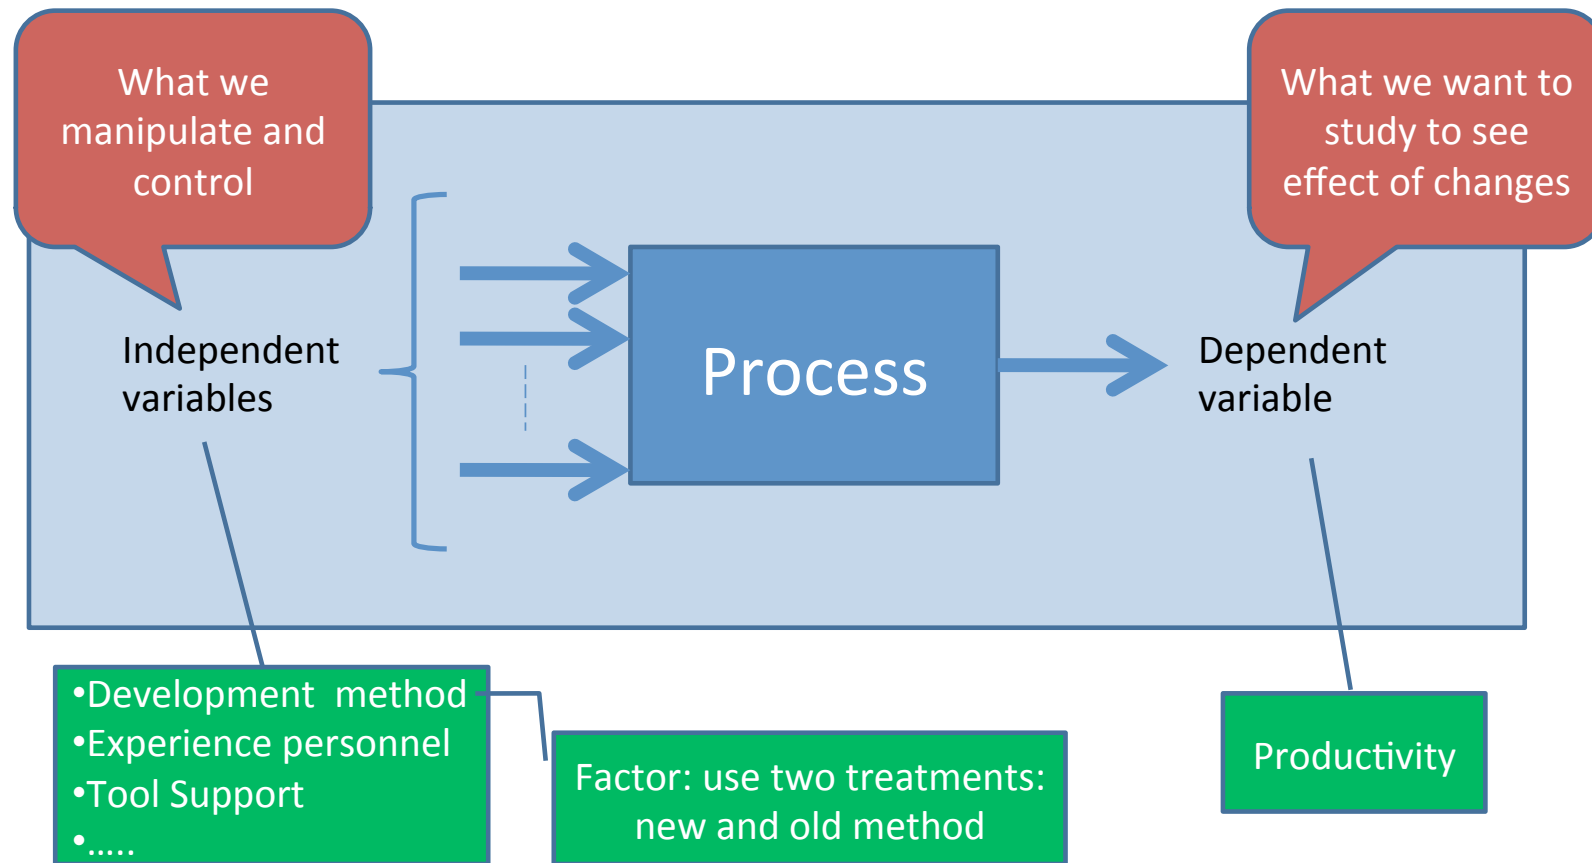 What we
manipulate and
control
What we want to
study to see
effect of changes
Independent
variables
Process
Dependent
variable
•Development method
•Experience personnel
•Tool Support
•.....
Factor: use two treatments:
new and old method
Productivity